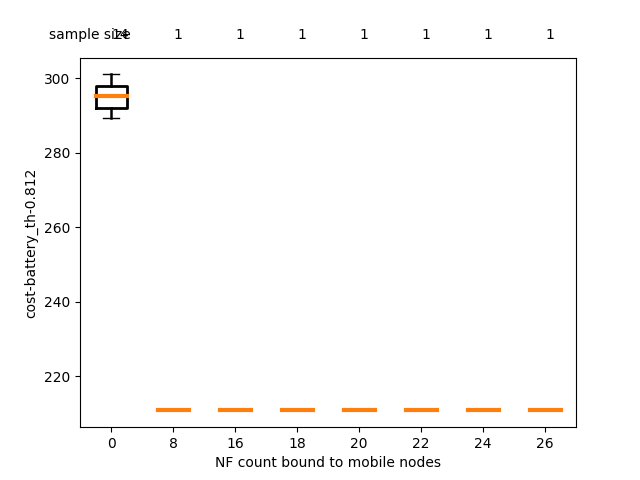 sample size 14 1 1 1 1 1 1 1
300
280
260
240
220
cost-battery_th-0.812
0 8 16 18 20 22 24 26
NF count bound to mobile nodes